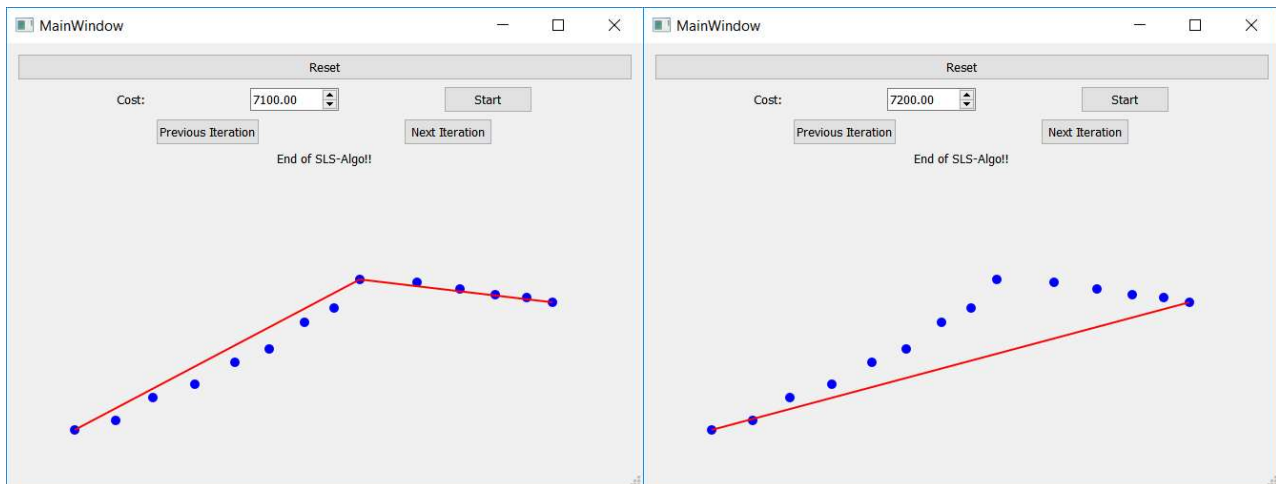 MainWindow
Reset
Cost: 7100.00 Start
Previous Iteration Next Iteration
End of SLS-Algo!!
MainWindow
Reset
Cost: 7200.00 Start
Previous Iteration Next Iteration
End of SLS-Algo!!